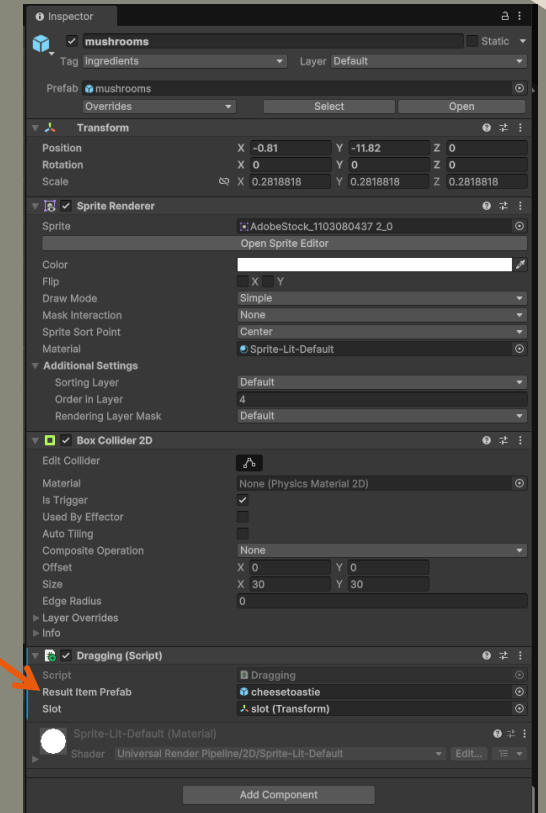 Inspector
mushrooms Static
Tag ingredients Layer Default
Prefab mushrooms
Overrides Select Open
Transform
Position X -0.81 Y -11.82 Z 0
Rotation X 0 Y 0 Z 0
Scale X 0.2818818 Y 0.2818818 Z 0.2818818
Sprite Renderer
Sprite AdobeStock_1103080437 2_0
Open Sprite Editor
Color
Flip X Y
Draw Mode Simple
Mask Interaction None
Sprite Sort Point Center
Material Sprite-Lit-Default
Additional Settings
Sorting Layer Default
Order in Layer 4
Rendering Layer Mask Default
Box Collider 2D
Edit Collider
Material None (Physics Material 2D)
Is Trigger
Used By Effector
Auto Tiling
Composite Operation None
Offset X 0 Y 0
Size X 30 Y 30
Edge Radius 0
Layer Overrides
Info
Dragging (Script)
Script Dragging
Result Item Prefab cheesetoastie
Slot slot (Transform)
Sprite-Lit-Default (Material)
Shader Universal Render Pipeline/2D/Sprite-Lit-Default Edit...
Add Component